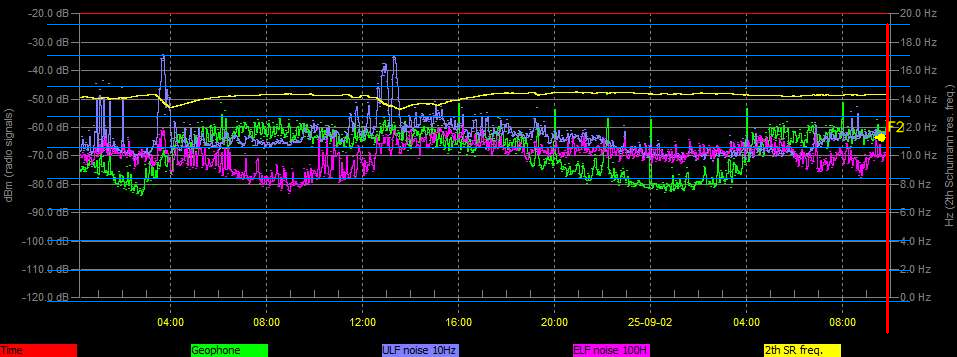 -20.0 dB 20.0 Hz
-30.0 dB 18.0 Hz
-40.0 dB 16.0 Hz
-50.0 dB 14.0 Hz
-60.0 dB F2 12.0 Hz
-70.0 dB 10.0 Hz
-80.0 dB 8.0 Hz
-90.0 dB 6.0 Hz
-100.0 dB 4.0 Hz
-110.0 dB 2.0 Hz
-120.0 dB 0.0 Hz
dBm (radio signals)
Hz (2th Schumann res. freq.)
04:00 08:00 12:00 16:00 20:00 25-09-02 04:00 08:00
Time Geophone ULF noise 10Hz ELF noise 100H 2th SR freq.